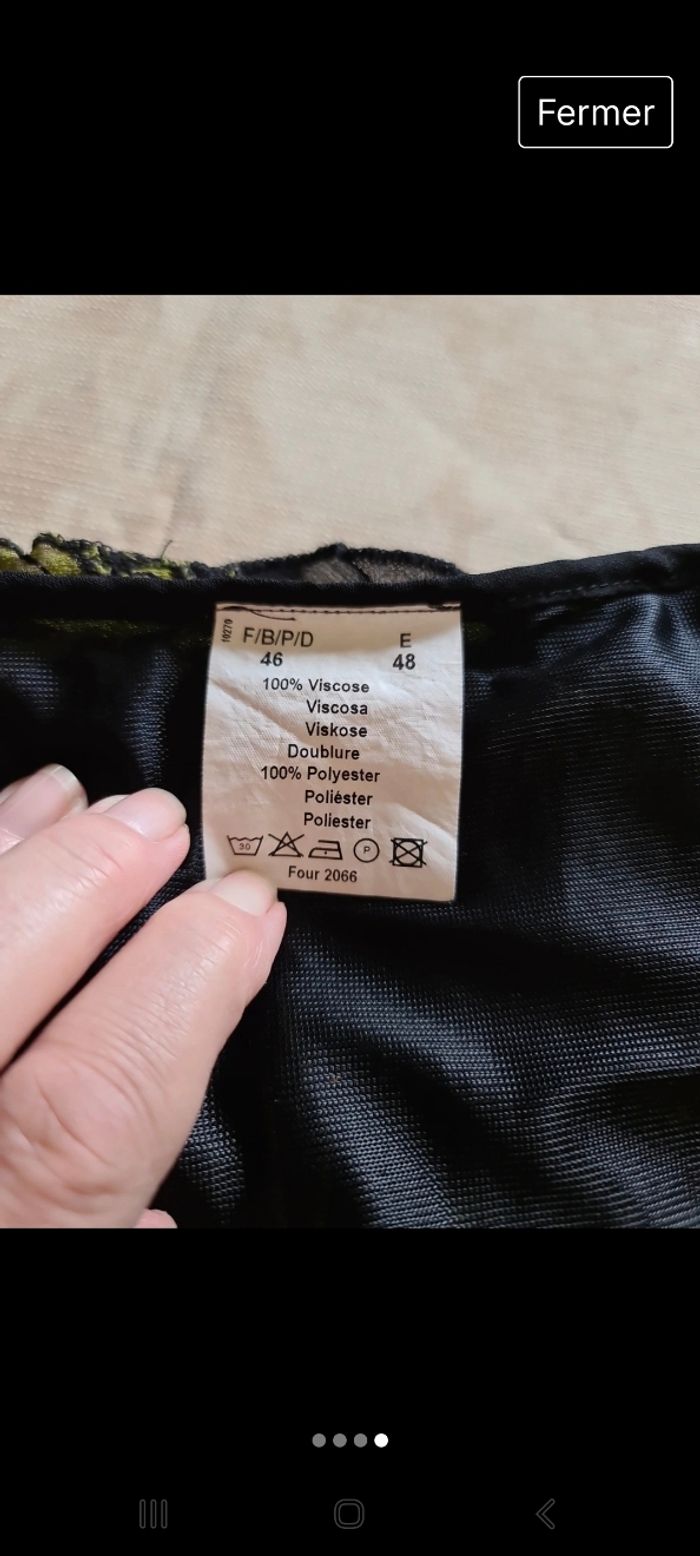 Fermer
10270
F/B/P/D E
46 48
100% Viscose
Viscosa
Viskose
Doublure
100% Polyester
Poliéster
Poliester
30 P
Four 2066